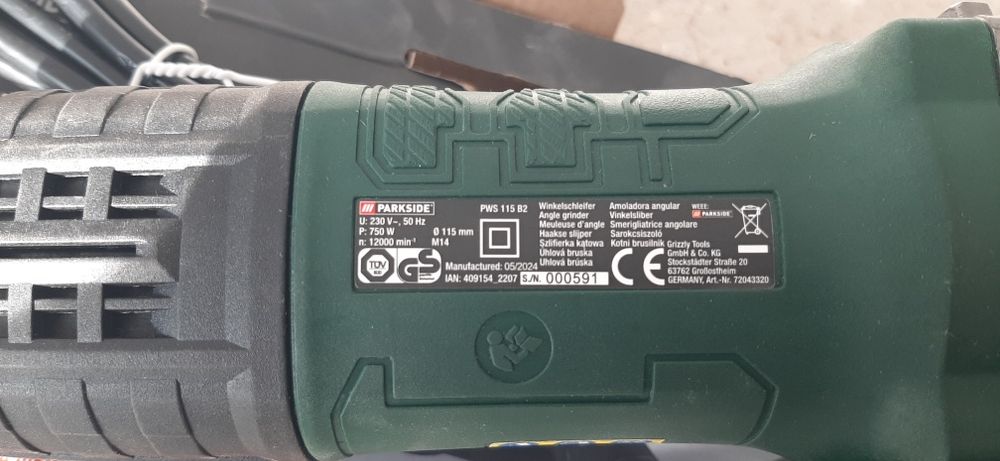 /// PARKSIDE
PWS 115 B2
U: 230 V~, 50 Hz
P: 750 W
Ø 115 mm
n: 12000 min⁻¹
M14
TÜV
GS
Manufactured: 05/2024
IAN: 409154_2207
S./N. 000591
Winkelschleifer
Angle grinder
Meuleuse d'angle
Haakse slijper
Szlifierka kątowa
Úhlová bruska
Uhlová brúska
Amoladora angular
Vinkelsliber
Smerigliatrice angolare
Sarokcsiszoló
Kotni brusilnik
CE
WEEE:
/// PARKSIDE
Grizzly Tools
GmbH & Co. KG
Stockstädter Straße 20
63762 Großostheim
GERMANY, Art.-Nr. 72043320